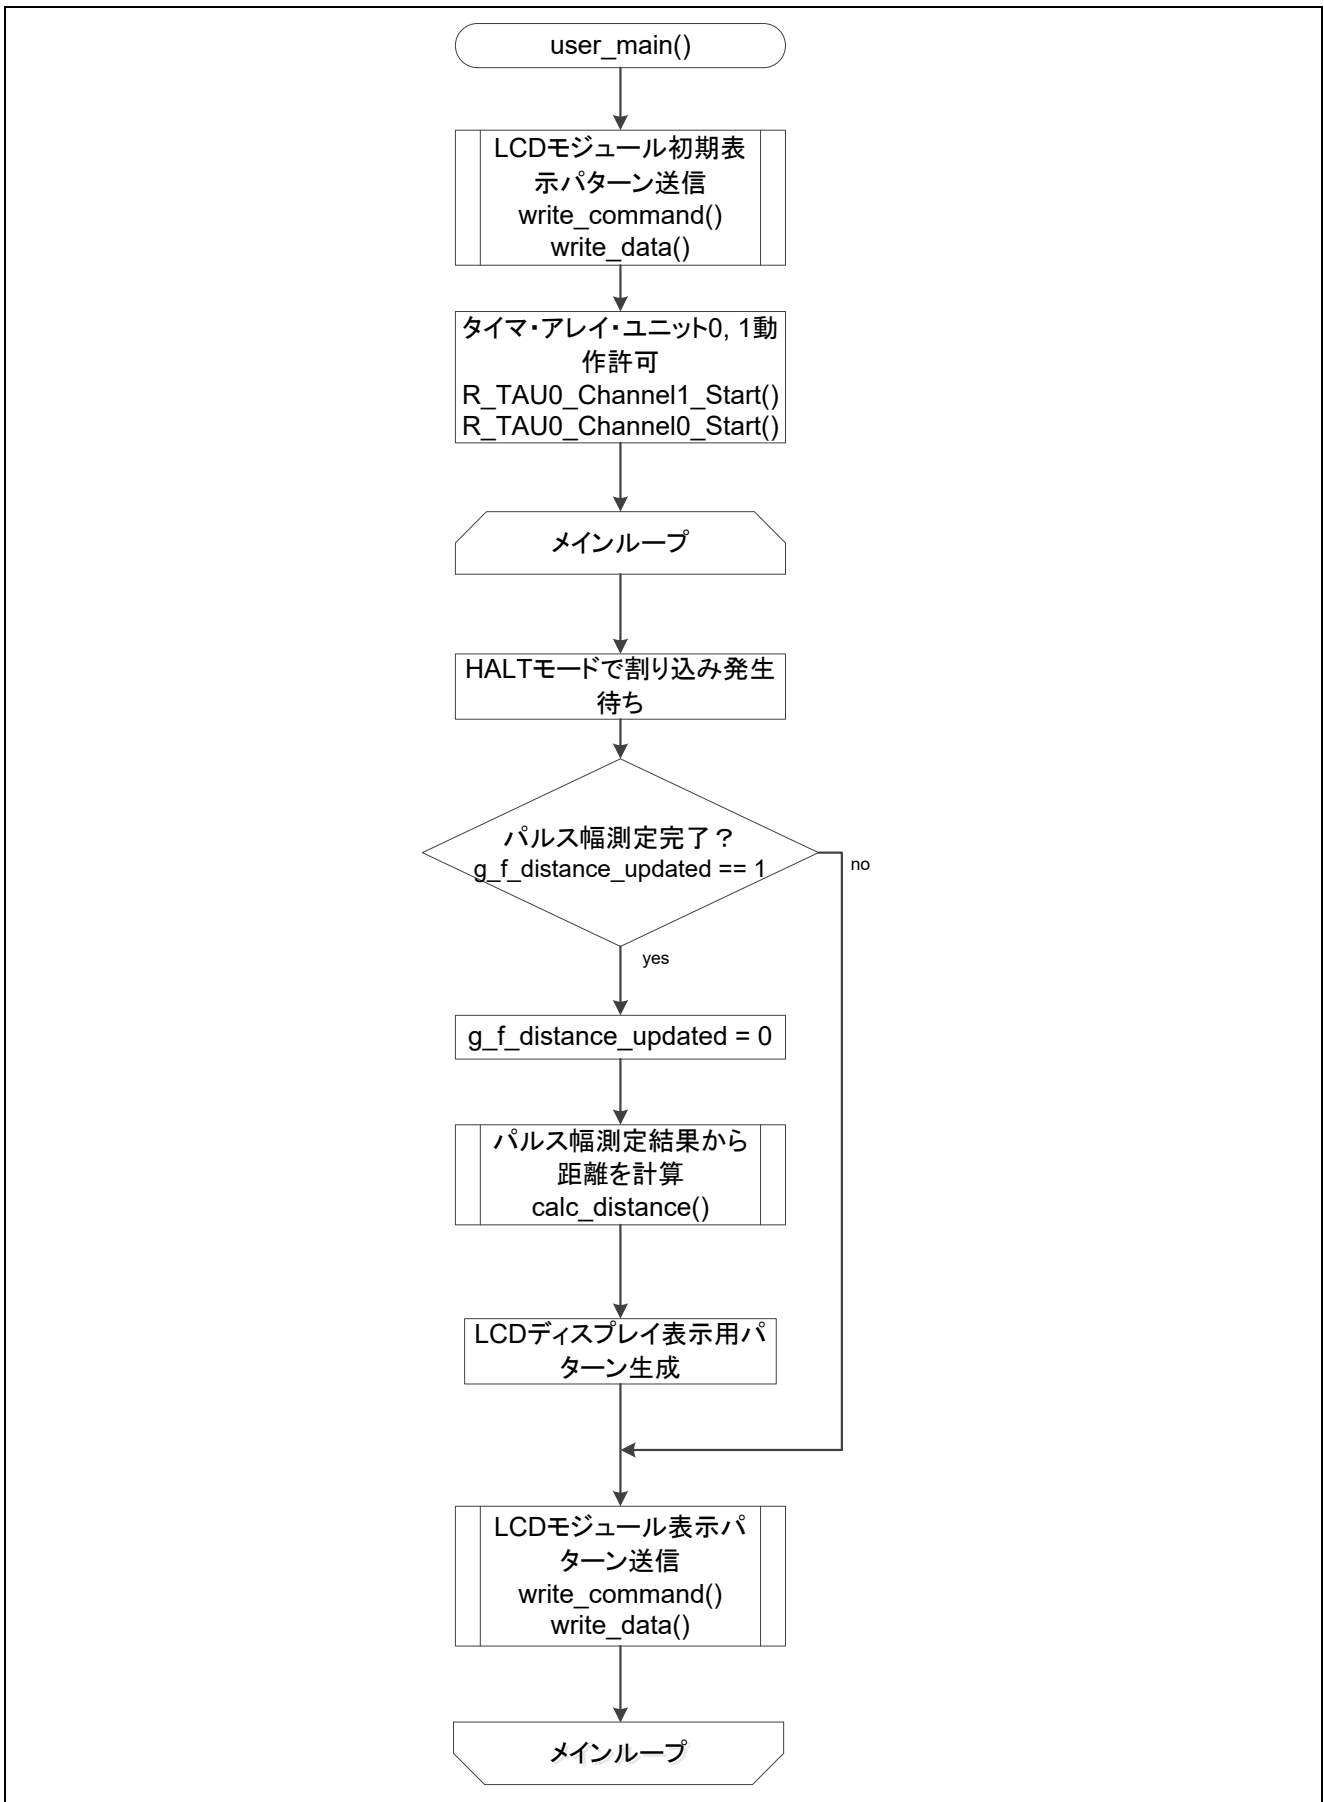 user_main()
LCDモジュール初期表
示パターン送信
write_command()
write_data()
タイマ・アレイ・ユニット0, 1動
作許可
R_TAU0_Channel1_Start()
R_TAU0_Channel0_Start()
メインループ
HALTモードで割り込み発生
待ち
パルス幅測定完了？
g_f_distance_updated == 1
no
yes
g_f_distance_updated = 0
パルス幅測定結果から
距離を計算
calc_distance()
LCDディスプレイ表示用パ
ターン生成
LCDモジュール表示パ
ターン送信
write_command()
write_data()
メインループ